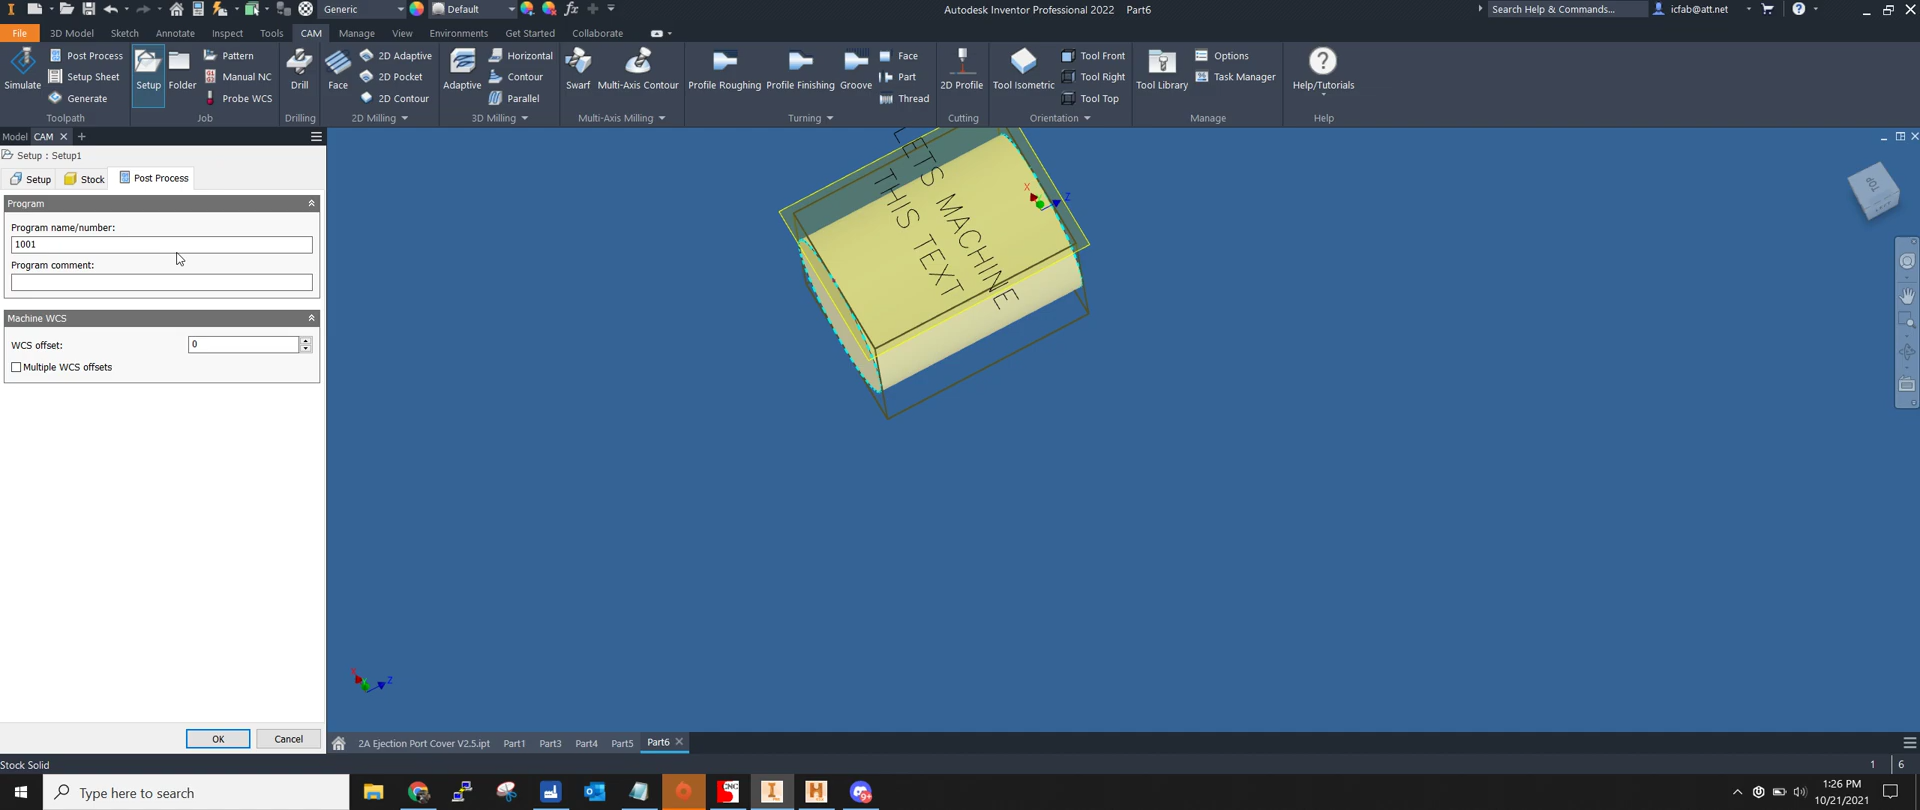 Generic
Default
Autodesk Inventor Professional 2022 Part6
Search Help & Commands...
icfab@att.net
File
3D Model
Sketch
Annotate
Inspect
Tools
CAM
Manage
View
Environments
Get Started
Collaborate
Simulate
Post Process
Setup Sheet
Generate
Toolpath
Setup
Folder
Pattern
Manual NC
Probe WCS
Job
Drill
Drilling
Face
2D Adaptive
2D Pocket
2D Contour
2D Milling
Adaptive
Horizontal
Contour
Parallel
3D Milling
Swarf
Multi-Axis Contour
Multi-Axis Milling
Profile Roughing
Profile Finishing
Groove
Face
Part
Thread
Turning
2D Profile
Cutting
Tool Isometric
Tool Front
Tool Right
Tool Top
Orientation
Tool Library
Options
Task Manager
Manage
Help/Tutorials
Help
Model
CAM
Setup : Setup1
Setup
Stock
Post Process
Program
Program name/number:
1001
Program comment:
Machine WCS
WCS offset:
0
Multiple WCS offsets
OK
Cancel
LETS MACHINE
THIS TEXT
X
Z
TOP
Z
2A Ejection Port Cover V2.5.ipt
Part1
Part3
Part4
Part5
Part6
Stock Solid
1
6
Type here to search
1:26 PM
10/21/2021